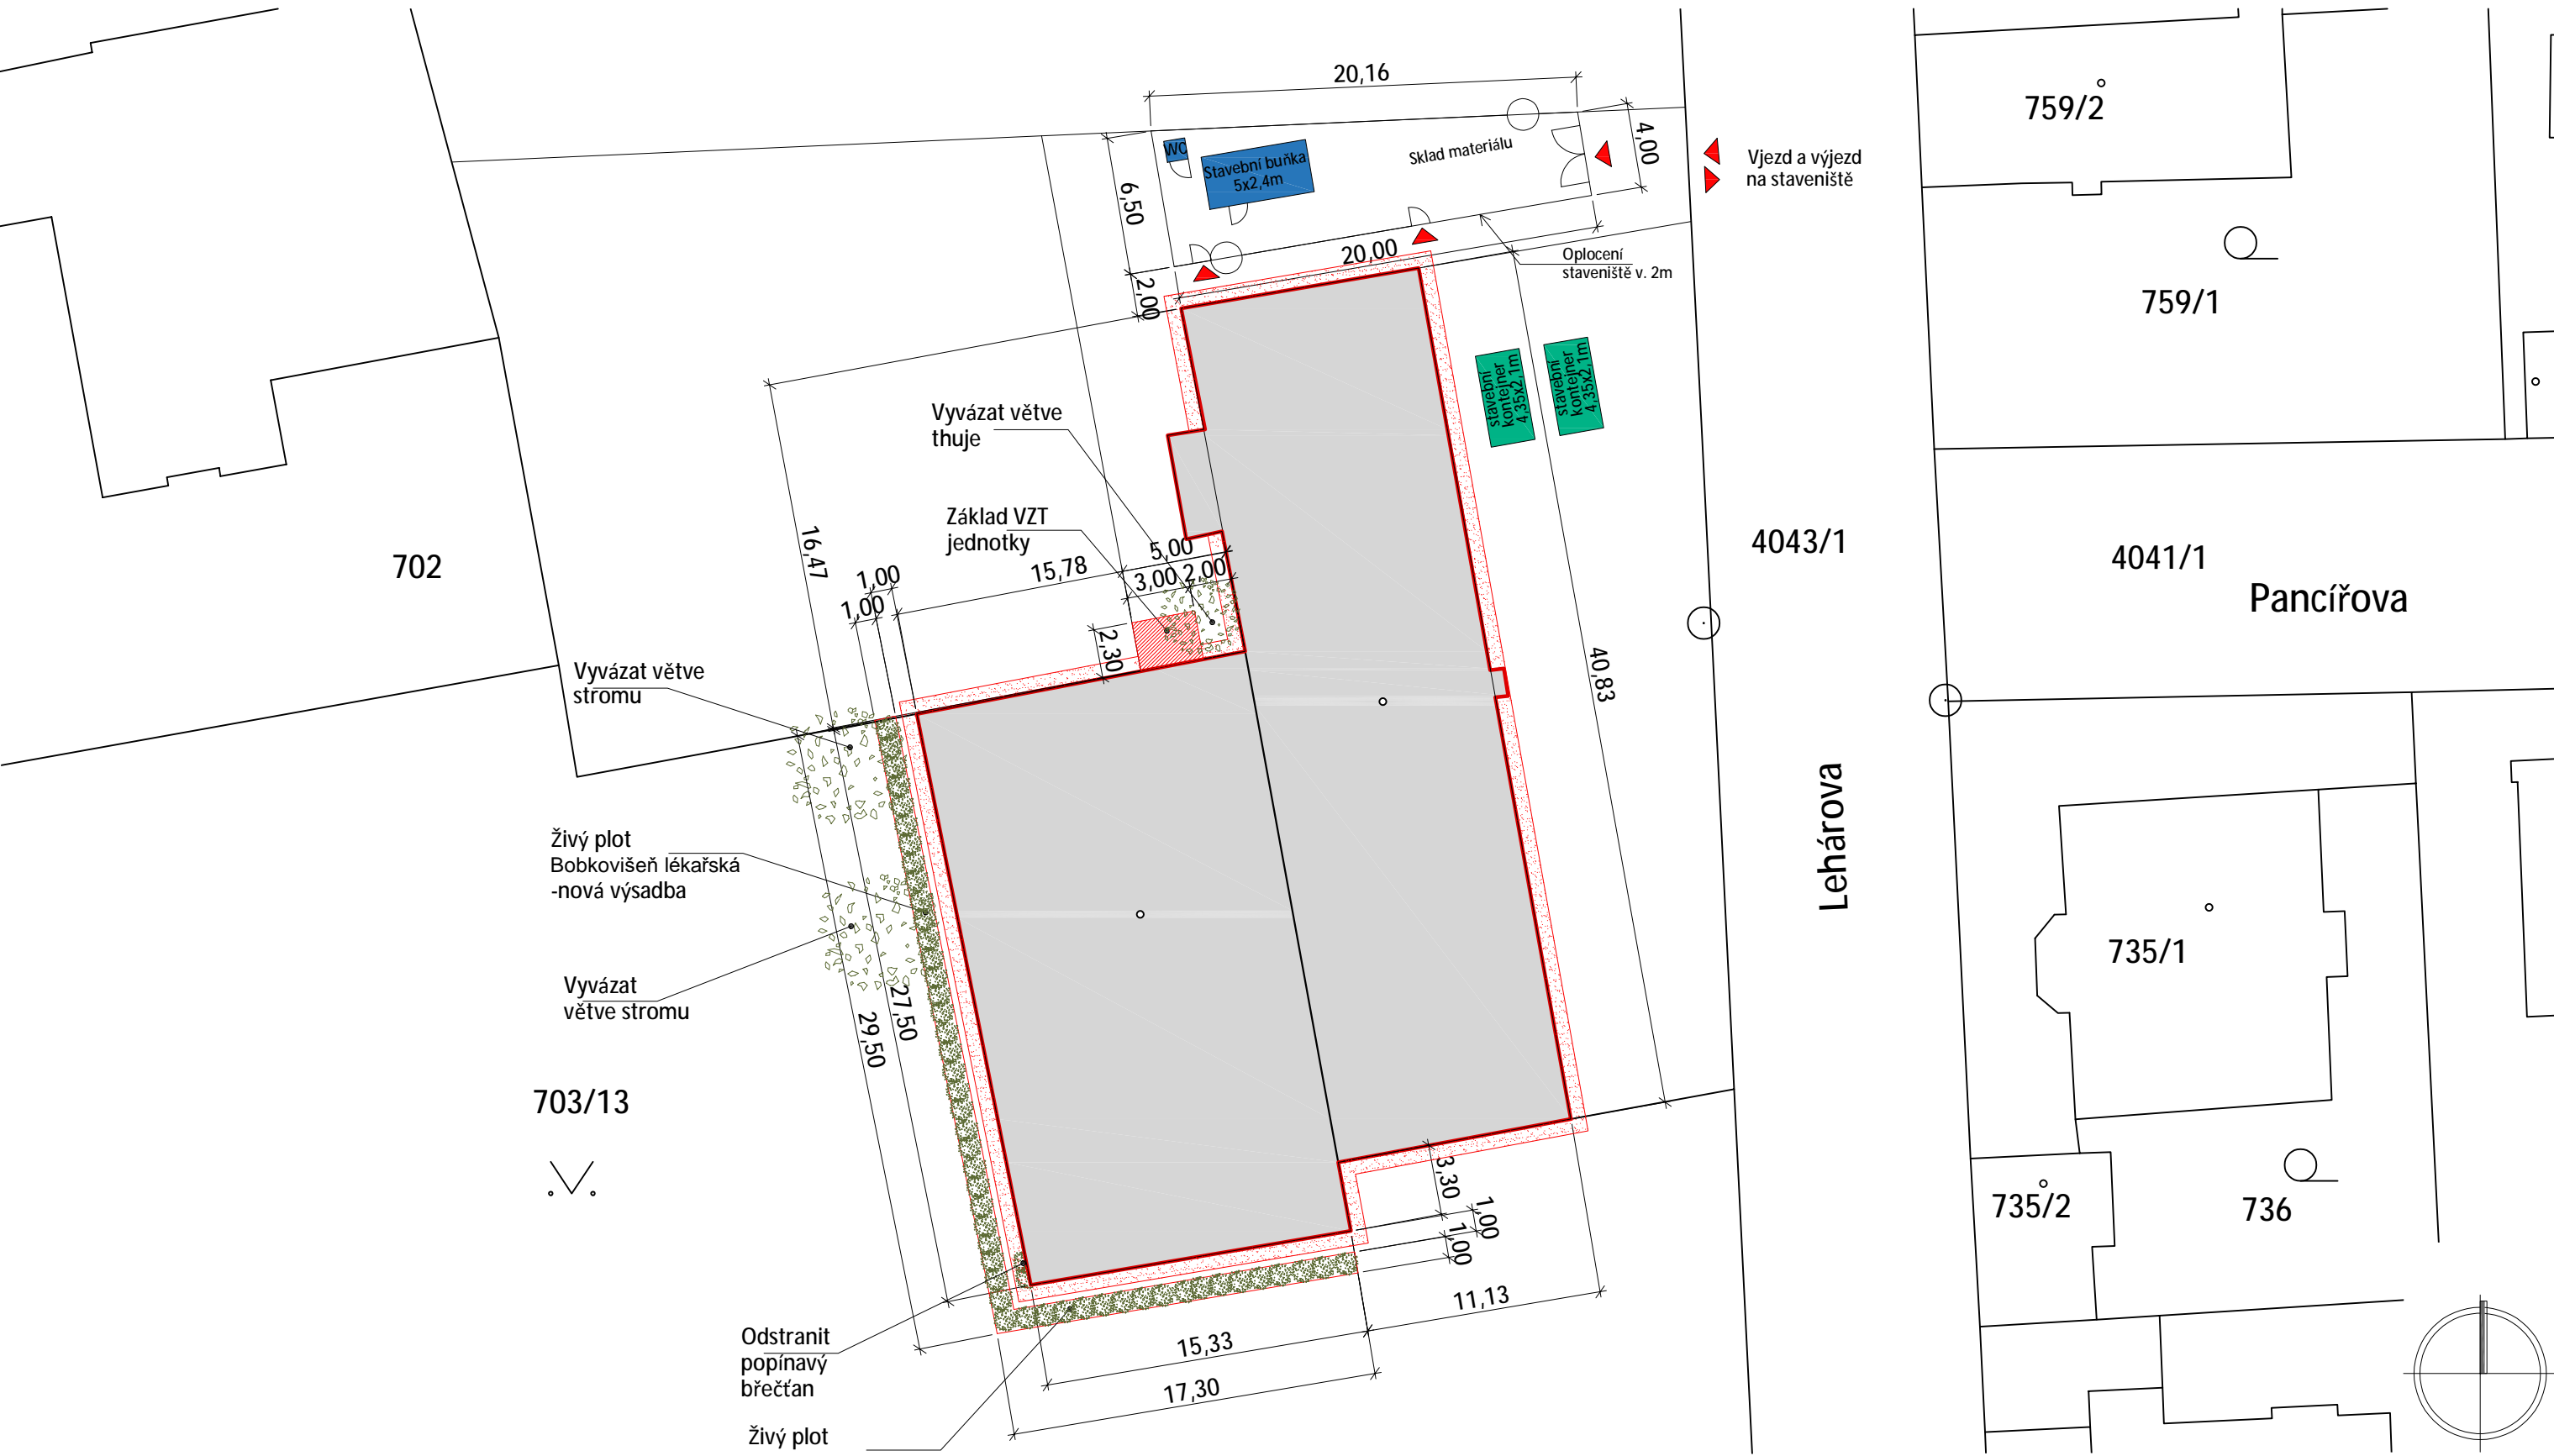 20,16
759/2
4,00
WC
Stavební buňka
5x2,4m
Sklad materiálu
Vjezd a výjezd
na staveniště
6,50
20,00
Oplocení
staveniště v. 2m
2,00
759/1
stavební
kontejner
4,35x2,1m
stavební
kontejner
4,35x2,1m
Vyvázat větve
thuje
Základ VZT
jednotky
16,47
702
5,00
15,78
3,00
2,00
1,00
1,00
2,30
4043/1
4041/1
Pancířova
40,83
Vyvázat větve
stromu
Živý plot
Bobkovišeň lékařská
-nová výsadba
Lehárova
735/1
Vyvázat
větve stromu
27,50
29,50
703/13
3,30
1,00
1,00
735/2
736
11,13
15,33
17,30
Odstranit
popínavý
břečťan
Živý plot